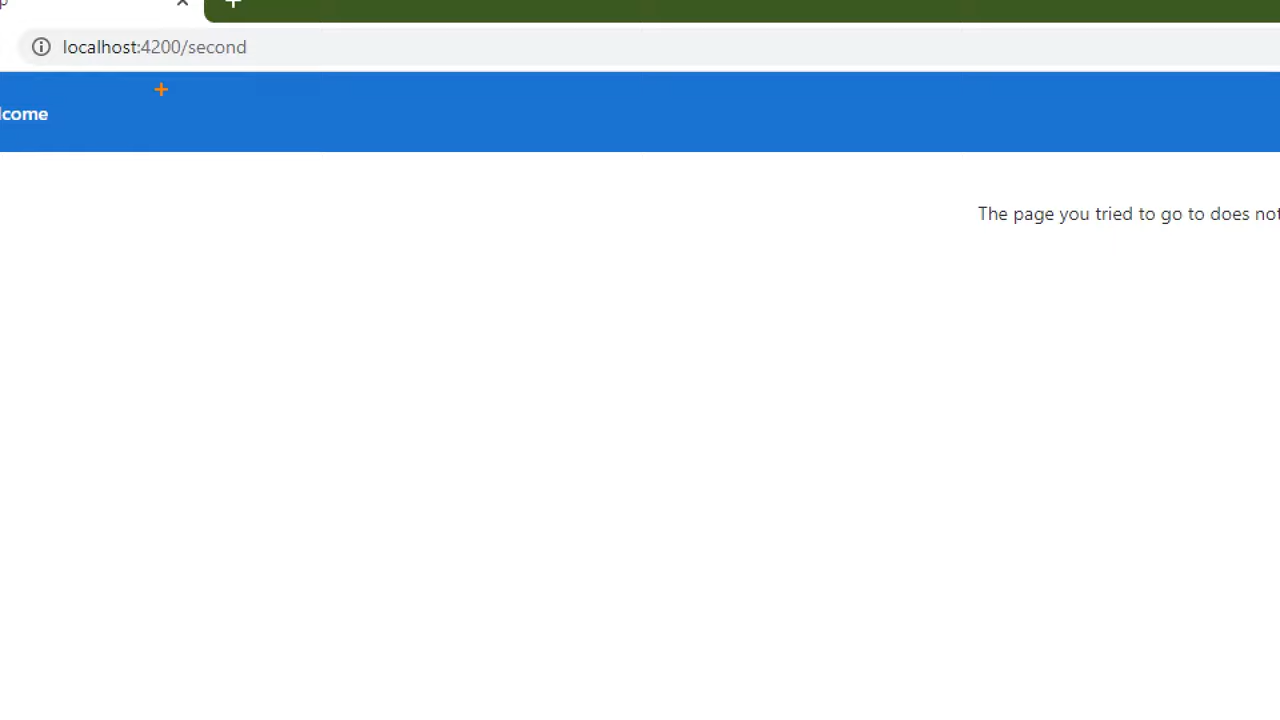 localhost:4200/second
lcome
The page you tried to go to does not